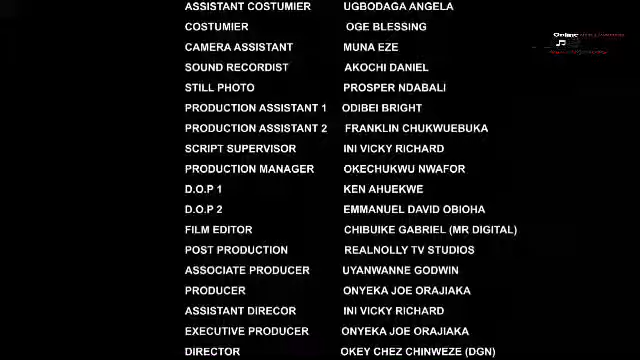 ASSISTANT COSTUMIER UGBODAGA ANGELA
COSTUMIER OGE BLESSING
CAMERA ASSISTANT MUNA EZE
SOUND RECORDIST AKOCHI DANIEL
STILL PHOTO PROSPER NDABALI
PRODUCTION ASSISTANT 1 ODIBEI BRIGHT
PRODUCTION ASSISTANT 2 FRANKLIN CHUKWUEBUKA
SCRIPT SUPERVISOR INI VICKY RICHARD
PRODUCTION MANAGER OKECHUKWU NWAFOR
D.O.P 1 KEN AHUEKWE
D.O.P 2 EMMANUEL DAVID OBIOHA
FILM EDITOR CHIBUIKE GABRIEL (MR DIGITAL)
POST PRODUCTION REALNOLLY TV STUDIOS
ASSOCIATE PRODUCER UYANWANNE GODWIN
PRODUCER ONYEKA JOE ORAJIAKA
ASSISTANT DIRECOR INI VICKY RICHARD
EXECUTIVE PRODUCER ONYEKA JOE ORAJIAKA
DIRECTOR OKEY CHEZ CHINWEZE (DGN)